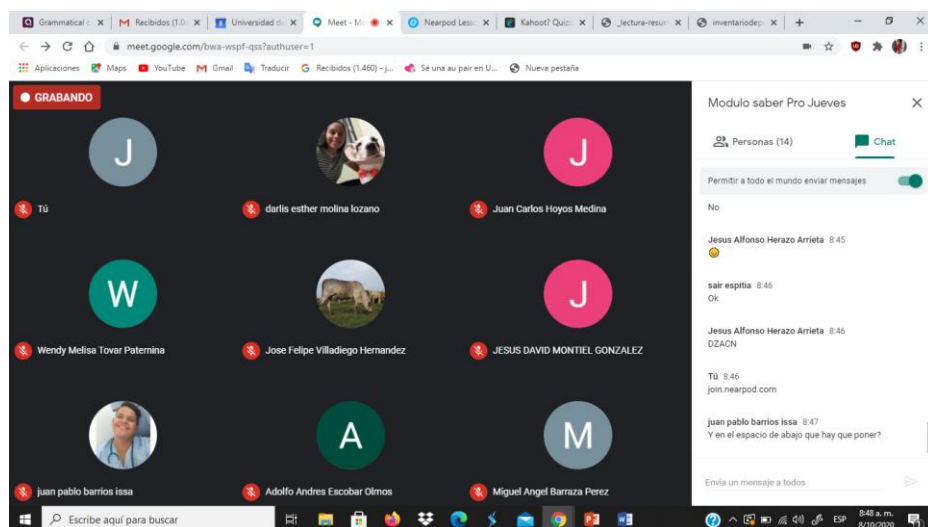 Grammatical c
Recibidos (1.0
Universidad d
Meet - Mo
Nearpod Less
Kahoot? Quiz
_lectura-resu
inventariodep
meet.google.com/bwa-wspf-qss?authuser=1
Aplicaciones
Maps
YouTube
Gmail
Traducir
Recibidos (1.460) - j...
Sé una au pair en U...
Nueva pestaña
GRABANDO
J
Tú
darlis esther molina lozano
J
Juan Carlos Hoyos Medina
W
Wendy Melisa Tovar Paternina
Jose Felipe Villadiego Hernandez
J
JESUS DAVID MONTIEL GONZALEZ
juan pablo barrios issa
A
Adolfo Andres Escobar Olmos
M
Miguel Angel Barraza Perez
Modulo saber Pro Jueves
Personas (14)
Chat
Permitir a todo el mundo enviar mensajes
No
Jesus Alfonso Herazo Arrieta 8:45
sair espitia 8:46
Ok
Jesus Alfonso Herazo Arrieta 8:46
DZACN
Tú 8:46
join.nearpod.com
juan pablo barrios issa 8:47
Y en el espacio de abajo que hay que poner?
Envía un mensaje a todos
Escribe aquí para buscar
ESP
8:48 a. m.
8/10/2020